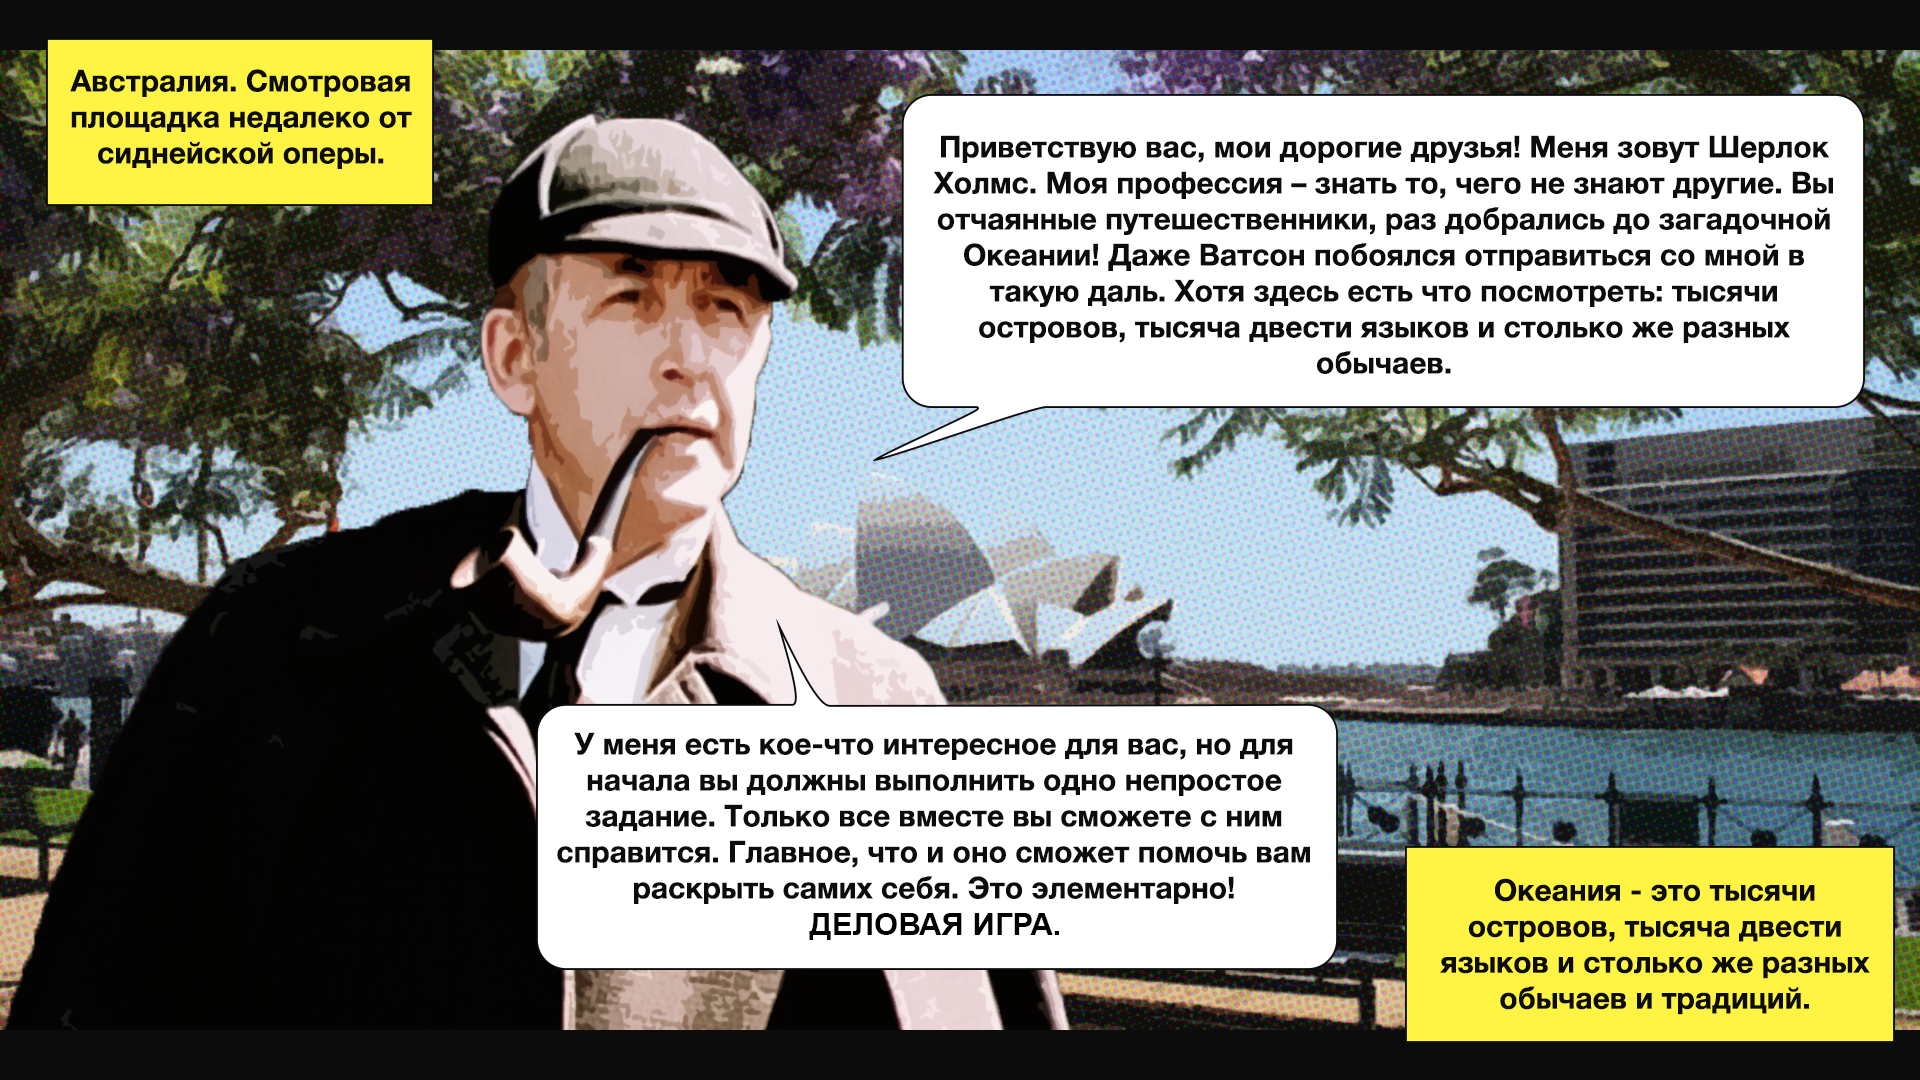 Австралия. Смотровая
площадка недалеко от
сиднейской оперы.
Приветствую вас, мои дорогие друзья! Меня зовут Шерлок
Холмс. Моя профессия – знать то, чего не знают другие. Вы
отчаянные путешественники, раз добрались до загадочной
Океании! Даже Ватсон побоялся отправиться со мной в
такую даль. Хотя здесь есть что посмотреть: тысячи
островов, тысяча двести языков и столько же разных
обычаев.
У меня есть кое-что интересное для вас, но для
начала вы должны выполнить одно непростое
задание. Только все вместе вы сможете с ним
справится. Главное, что и оно сможет помочь вам
раскрыть самих себя. Это элементарно!
ДЕЛОВАЯ ИГРА.
Океания - это тысячи
островов, тысяча двести
языков и столько же разных
обычаев и традиций.